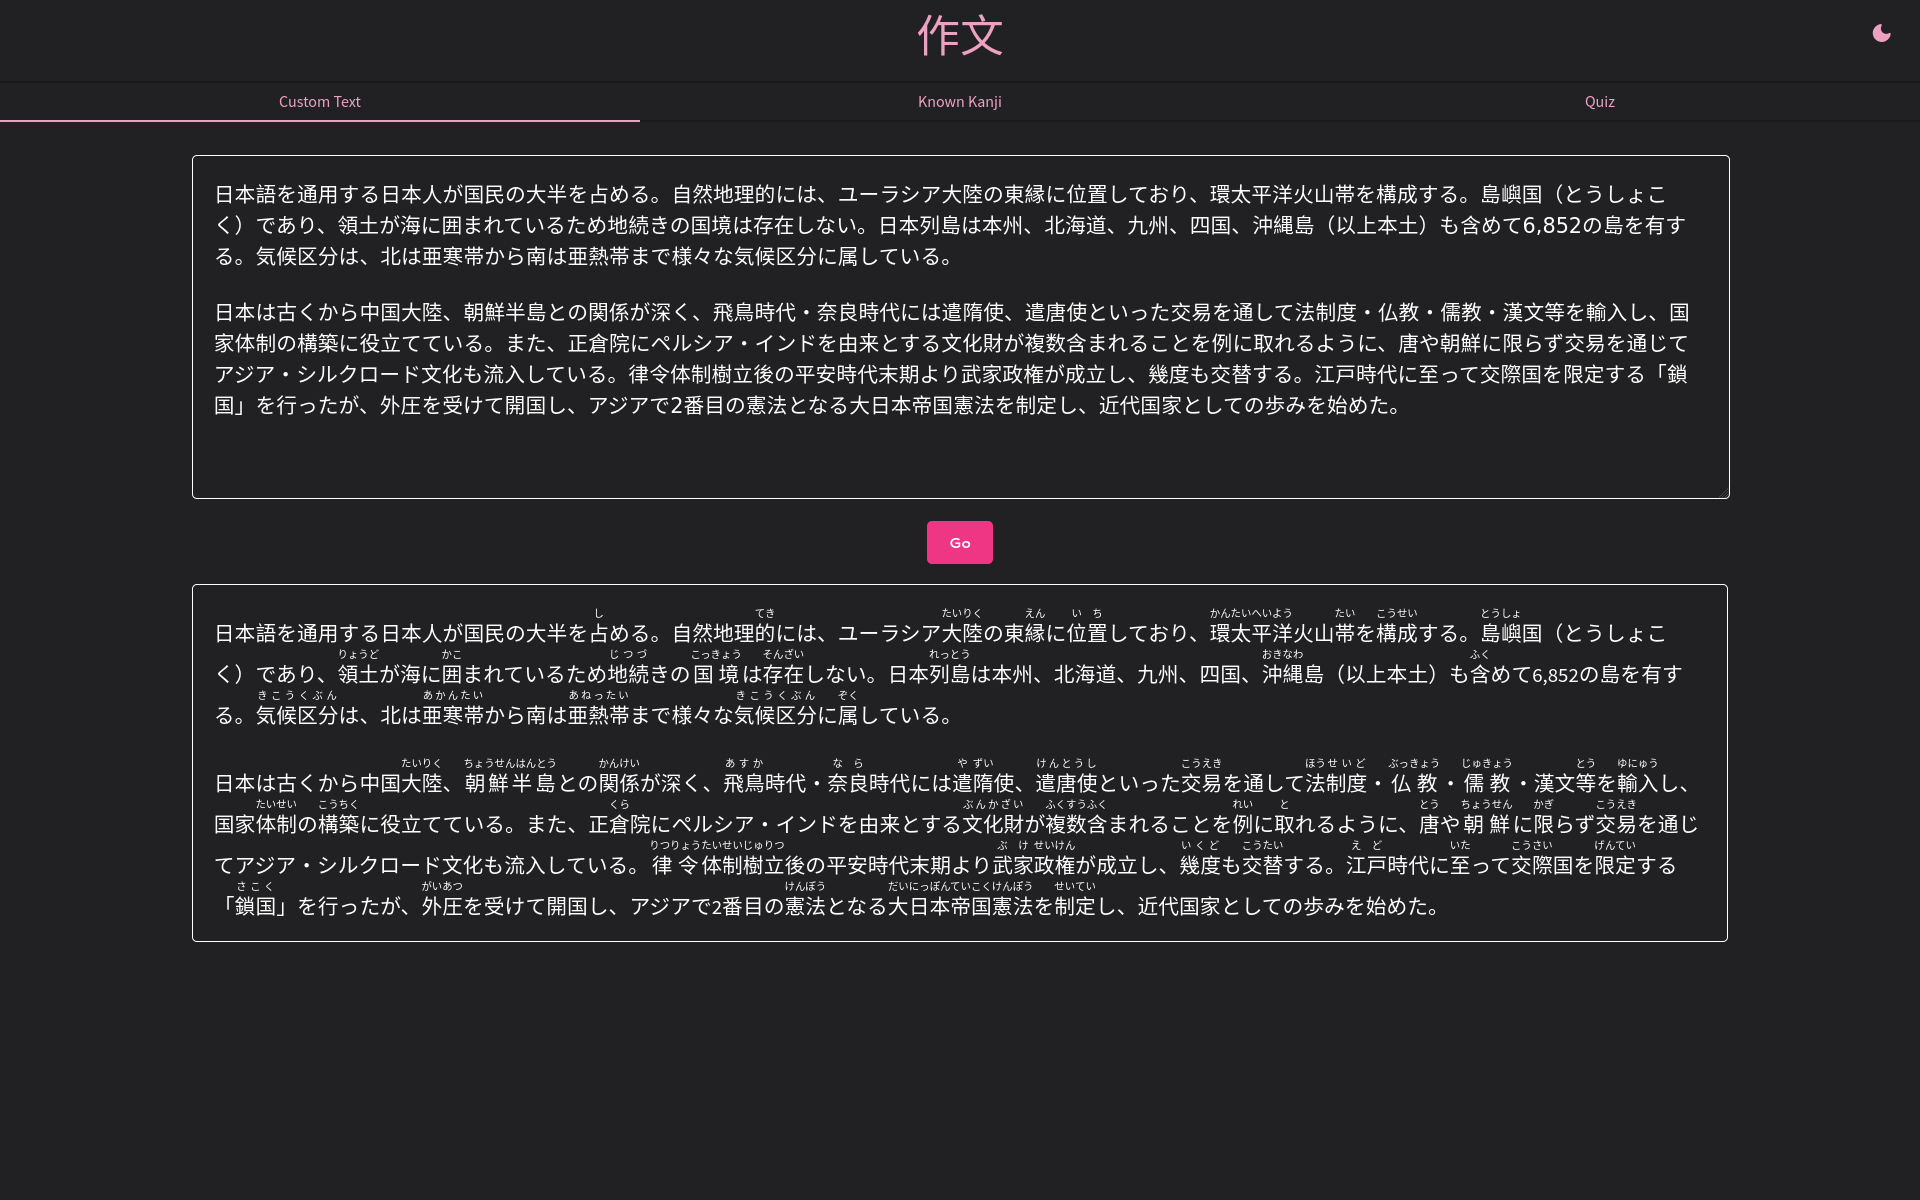 作文
Custom Text
Known Kanji
Quiz
日本語を通用する日本人が国民の大半を占める。自然地理的には、ユーラシア大陸の東縁に位置しており、環太平洋火山帯を構成する。島嶼国（とうしょこ
く）であり、領土が海に囲まれているため地続きの国境は存在しない。日本列島は本州、北海道、九州、四国、沖縄島（以上本土）も含めて6,852の島を有す
る。気候区分は、北は亜寒帯から南は亜熱帯まで様々な気候区分に属している。
日本は古くから中国大陸、朝鮮半島との関係が深く、飛鳥時代・奈良時代には遣隋使、遣唐使といった交易を通して法制度・仏教・儒教・漢文等を輸入し、国
家体制の構築に役立てている。また、正倉院にペルシア・インドを由来とする文化財が複数含まれることを例に取れるように、唐や朝鮮に限らず交易を通じて
アジア・シルクロード文化も流入している。律令体制樹立後の平安時代末期より武家政権が成立し、幾度も交替する。江戸時代に至って交際国を限定する「鎖
国」を行ったが、外圧を受けて開国し、アジアで2番目の憲法となる大日本帝国憲法を制定し、近代国家としての歩みを始めた。
Go
し てき たいりく えん い ち かんたいへいよう たい こうせい とうしょ
日本語を通用する日本人が国民の大半を占める。自然地理的には、ユーラシア大陸の東縁に位置しており、環太平洋火山帯を構成する。島嶼国（とうしょこ
りょうど かこ じつづ こっきょう そんざい れっとう おきなわ ふく
く）であり、領土が海に囲まれているため地続きの国境は存在しない。日本列島は本州、北海道、九州、四国、沖縄島（以上本土）も含めて6,852の島を有す
きこうくぶん あかんたい あねったい きこうくぶん ぞく
る。気候区分は、北は亜寒帯から南は亜熱帯まで様々な気候区分に属している。
たいりく ちょうせんはんとう かんけい あすか な ら や ずい けんとうし こうえき ほうせいど ぶっきょう じゅきょう とう ゆにゅう
日本は古くから中国大陸、朝鮮半島との関係が深く、飛鳥時代・奈良時代には遣隋使、遣唐使といった交易を通して法制度・仏教・儒教・漢文等を輸入し、
たいせい こうちく くら ぶんかざい ふくすうふく れい と とう ちょうせん かぎ こうえき
国家体制の構築に役立てている。また、正倉院にペルシア・インドを由来とする文化財が複数含まれることを例に取れるように、唐や朝鮮に限らず交易を通じ
りつりょうたいせいじゅりつ ぶ け せいけん いくど こうたい え ど いた こうさい げんてい
てアジア・シルクロード文化も流入している。律令体制樹立後の平安時代末期より武家政権が成立し、幾度も交替する。江戸時代に至って交際国を限定する
さこく がいあつ けんぽう だいにっぽんていこくけんぽう せいてい
「鎖国」を行ったが、外圧を受けて開国し、アジアで2番目の憲法となる大日本帝国憲法を制定し、近代国家としての歩みを始めた。